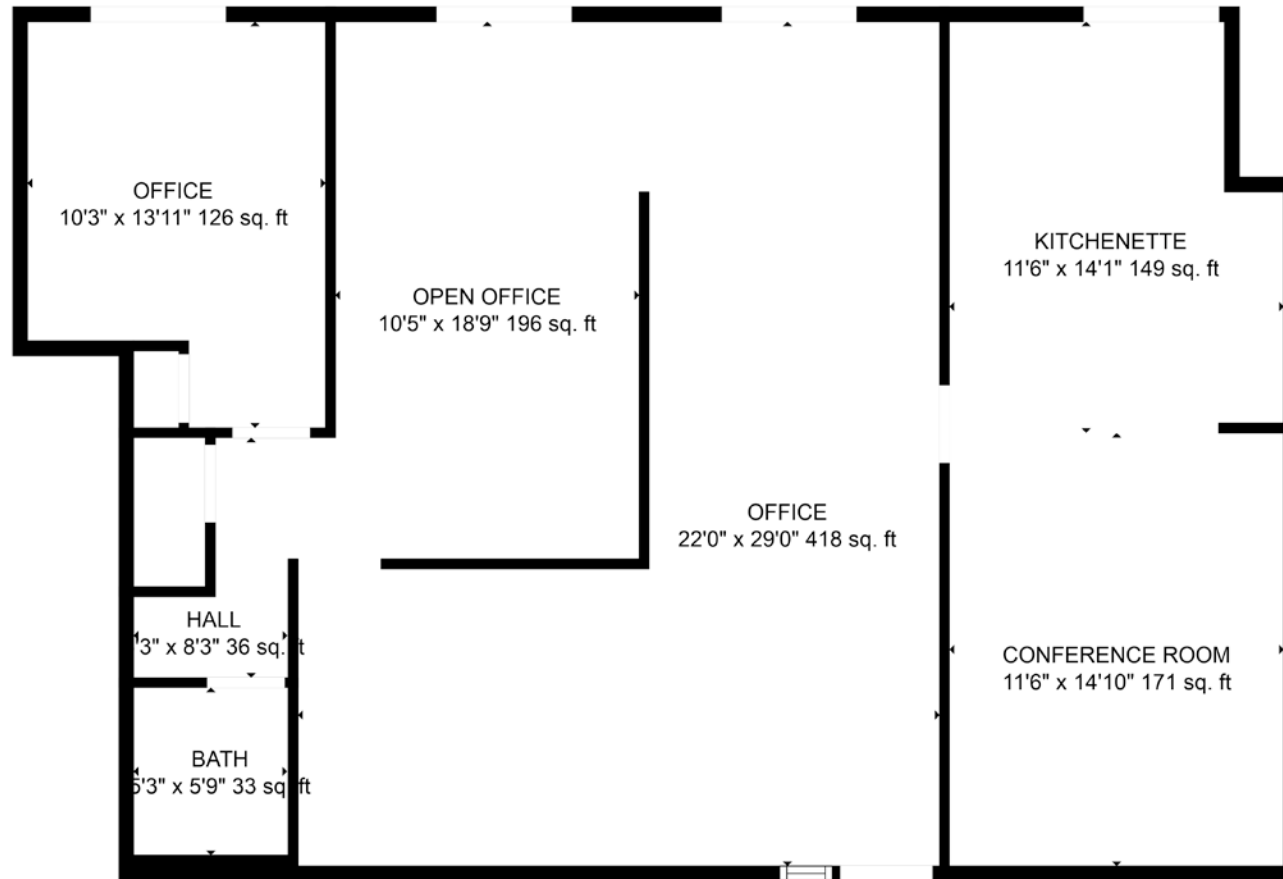 OFFICE
10'3" x 13'11" 126 sq. ft
OPEN OFFICE
10'5" x 18'9" 196 sq. ft
KITCHENETTE
11'6" x 14'1" 149 sq. ft
OFFICE
22'0" x 29'0" 418 sq. ft
HALL
'3" x 8'3" 36 sq. ft
CONFERENCE ROOM
11'6" x 14'10" 171 sq. ft
BATH
5'3" x 5'9" 33 sq. ft